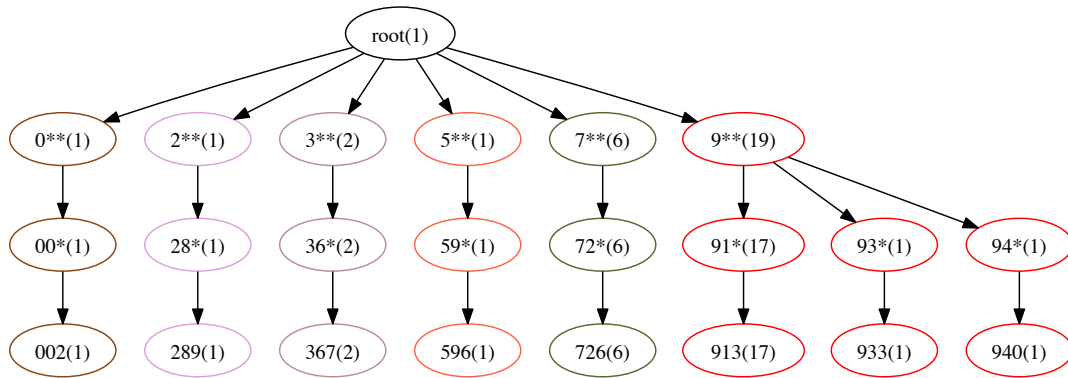 root(1)
0**(1) 2**(1) 3**(2) 5**(1) 7**(6) 9**(19)
00*(1) 28*(1) 36*(2) 59*(1) 72*(6) 91*(17) 93*(1) 94*(1)
002(1) 289(1) 367(2) 596(1) 726(6) 913(17) 933(1) 940(1)